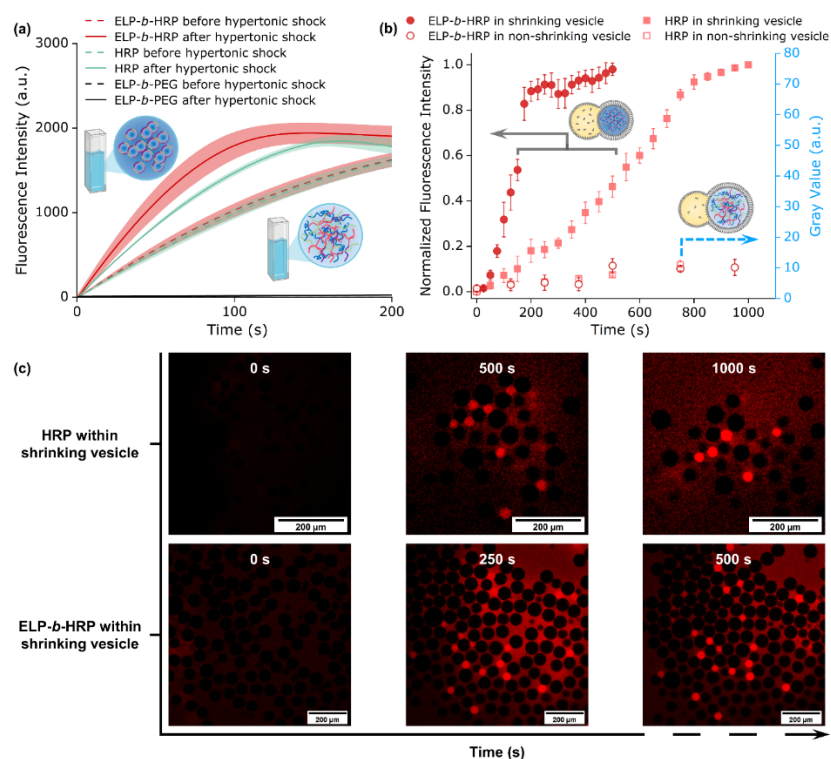 (a)
ELP-b-HRP before hypertonic shock
ELP-b-HRP after hypertonic shock
HRP before hypertonic shock
HRP after hypertonic shock
ELP-b-PEG before hypertonic shock
ELP-b-PEG after hypertonic shock
Fluorescence Intensity (a.u.)
3000
2000
1000
0
0
100
200
Time (s)
(b)
ELP-b-HRP in shrinking vesicle
HRP in shrinking vesicle
ELP-b-HRP in non-shrinking vesicle
HRP in non-shrinking vesicle
Normalized Fluorescence Intensity
1.0
0.8
0.6
0.4
0.2
0.0
80
70
60
50
40
30
20
10
0
Gray Value (a.u.)
0
200
400
600
800
1000
Time (s)
(c)
HRP within
shrinking vesicle
0 s
200 µm
500 s
200 µm
1000 s
200 µm
ELP-b-HRP within
shrinking vesicle
0 s
200 µm
250 s
200 µm
500 s
200 µm
Time (s)